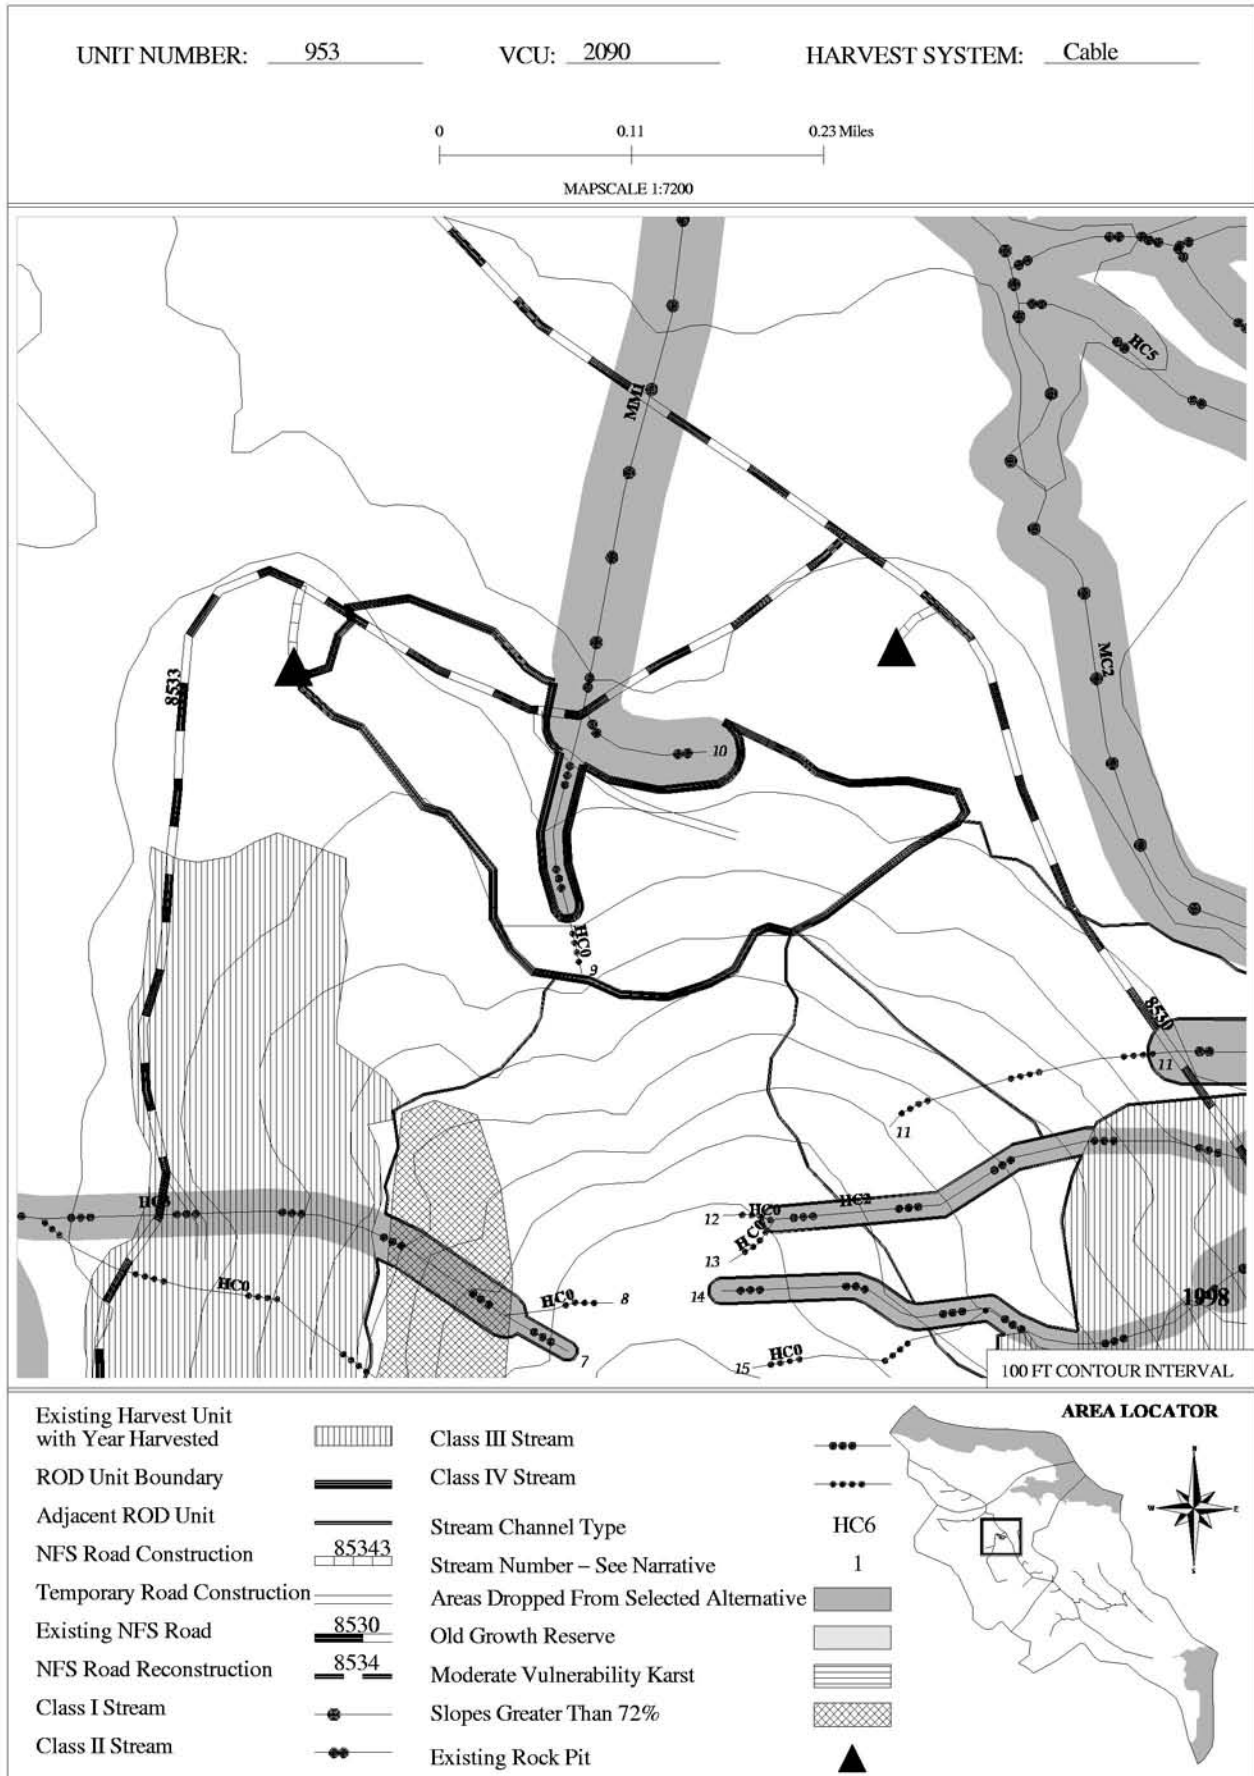 UNIT NUMBER: 953 VCU: 2090 HARVEST SYSTEM: Cable
0 0.11 0.23 Miles
MAPSCALE 1:7200
HC5
MM1
MC2
8533
10
HC0
9
8530
11
11
HC2
12 HC0
HC0
13
HC0
HC0 8
14
1998
7
15 HC0
100 FT CONTOUR INTERVAL
Existing Harvest Unit
with Year Harvested
ROD Unit Boundary
Adjacent ROD Unit
NFS Road Construction 85343
Temporary Road Construction
Existing NFS Road 8530
NFS Road Reconstruction 8534
Class I Stream
Class II Stream
Class III Stream
Class IV Stream
Stream Channel Type HC6
Stream Number – See Narrative 1
Areas Dropped From Selected Alternative
Old Growth Reserve
Moderate Vulnerability Karst
Slopes Greater Than 72%
Existing Rock Pit
AREA LOCATOR
N
W E
S